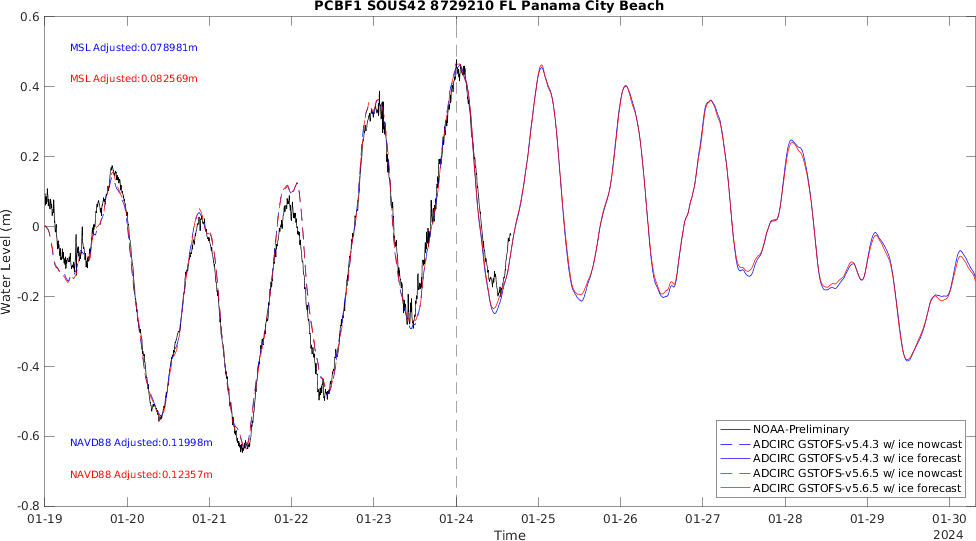 PCBF1 SOUS42 8729210 FL Panama City Beach
0.6
0.4
0.2
0
-0.2
-0.4
-0.6
-0.8
Water Level (m)
MSL Adjusted:0.078981m
MSL Adjusted:0.082569m
NAVD88 Adjusted:0.11998m
NAVD88 Adjusted:0.12357m
NOAA-Preliminary
ADCIRC GSTOFS-v5.4.3 w/ ice nowcast
ADCIRC GSTOFS-v5.4.3 w/ ice forecast
ADCIRC GSTOFS-v5.6.5 w/ ice nowcast
ADCIRC GSTOFS-v5.6.5 w/ ice forecast
01-19 01-20 01-21 01-22 01-23 01-24 01-25 01-26 01-27 01-28 01-29 01-30
Time
2024